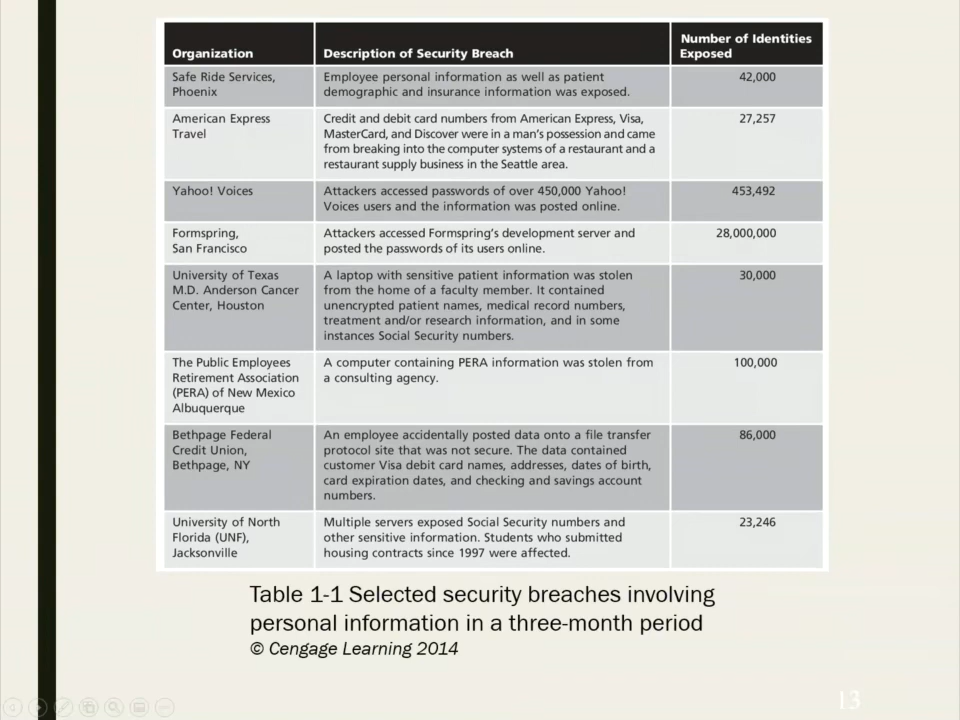 Organization Description of Security Breach Number of Identities
Exposed
Safe Ride Services,
Phoenix
Employee personal information as well as patient
demographic and insurance information was exposed.
42,000
American Express
Travel
Credit and debit card numbers from American Express, Visa,
MasterCard, and Discover were in a man's possession and came
from breaking into the computer systems of a restaurant and a
restaurant supply business in the Seattle area.
27,257
Yahoo! Voices
Attackers accessed passwords of over 450,000 Yahoo!
Voices users and the information was posted online.
453,492
Formspring,
San Francisco
Attackers accessed Formspring's development server and
posted the passwords of its users online.
28,000,000
University of Texas
M.D. Anderson Cancer
Center, Houston
A laptop with sensitive patient information was stolen
from the home of a faculty member. It contained
unencrypted patient names, medical record numbers,
treatment and/or research information, and in some
instances Social Security numbers.
30,000
The Public Employees
Retirement Association
(PERA) of New Mexico
Albuquerque
A computer containing PERA information was stolen from
a consulting agency.
100,000
Bethpage Federal
Credit Union,
Bethpage, NY
An employee accidentally posted data onto a file transfer
protocol site that was not secure. The data contained
customer Visa debit card names, addresses, dates of birth,
card expiration dates, and checking and savings account
numbers.
86,000
University of North
Florida (UNF),
Jacksonville
Multiple servers exposed Social Security numbers and
other sensitive information. Students who submitted
housing contracts since 1997 were affected.
23,246
Table 1-1 Selected security breaches involving
personal information in a three-month period
© Cengage Learning 2014
13